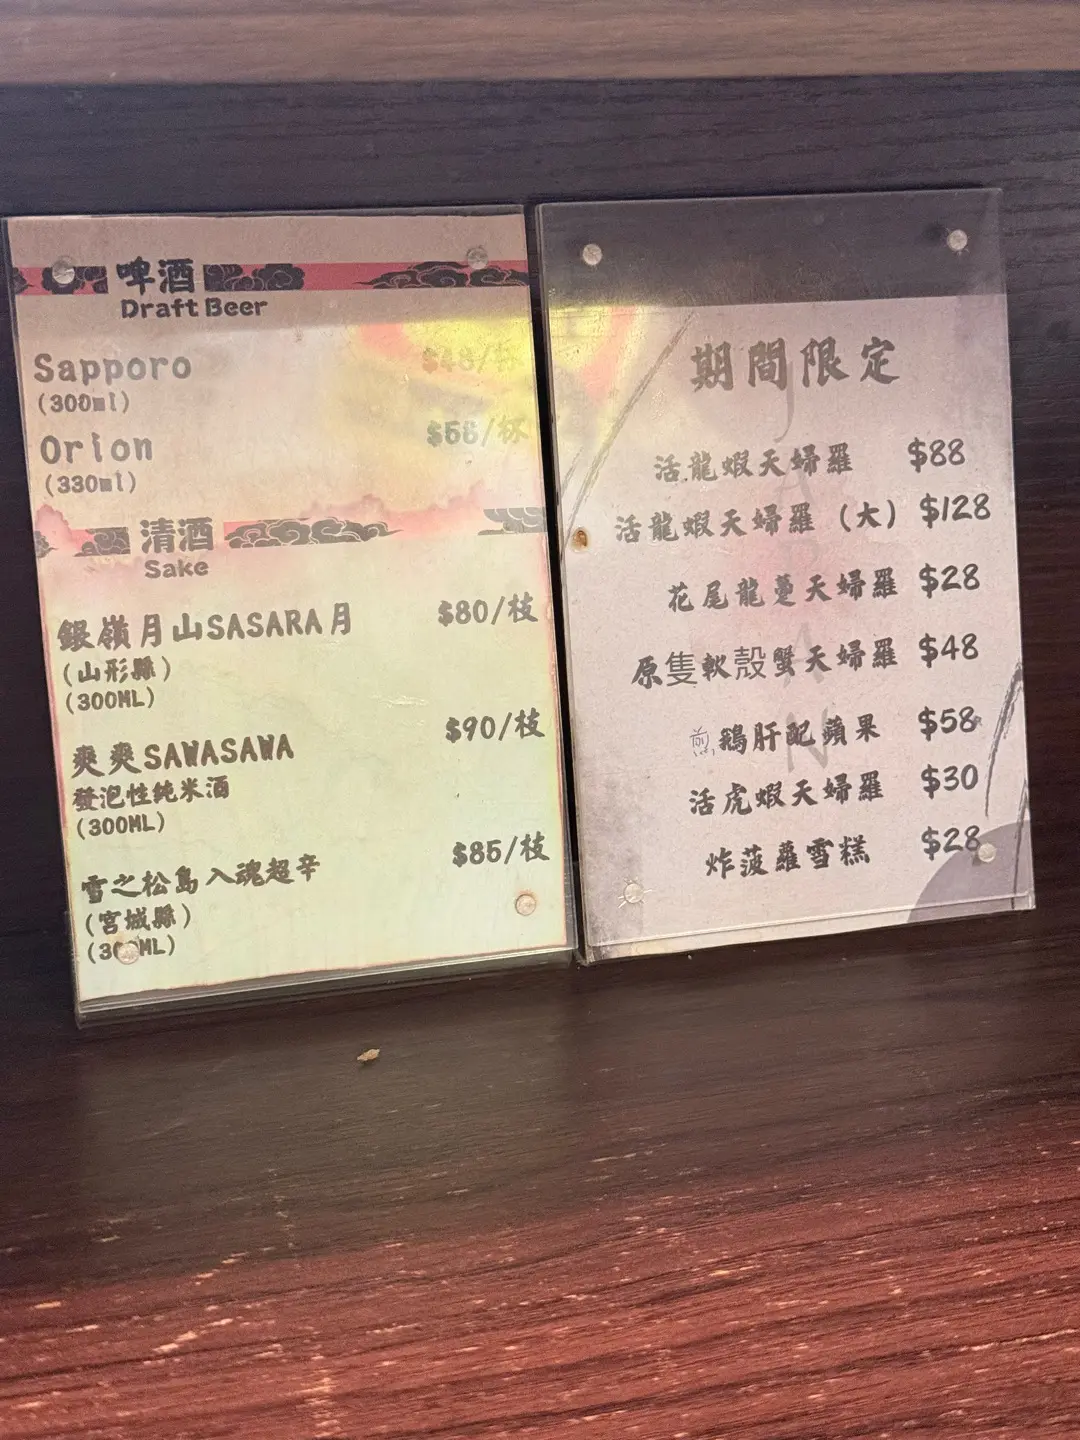 啤酒
Draft Beer
Sapporo $48/杯
(300ml)
Orion $58/杯
(330ml)
清酒
Sake
銀嶺月山SASARA月 $80/枝
(山形縣)
(300ML)
爽爽SAWASAWA $90/枝
發泡性純米酒
(300ML)
雪之松島入魂超辛 $85/枝
(宮城縣)
(300ML)
期間限定
JAPAN
活龍蝦天婦羅 $88
活龍蝦天婦羅 (大) $128
花尾龍躉天婦羅 $28
原隻軟殼蟹天婦羅 $48
煎鵝肝配蘋果 $58
活虎蝦天婦羅 $30
炸菠蘿雪糕 $28